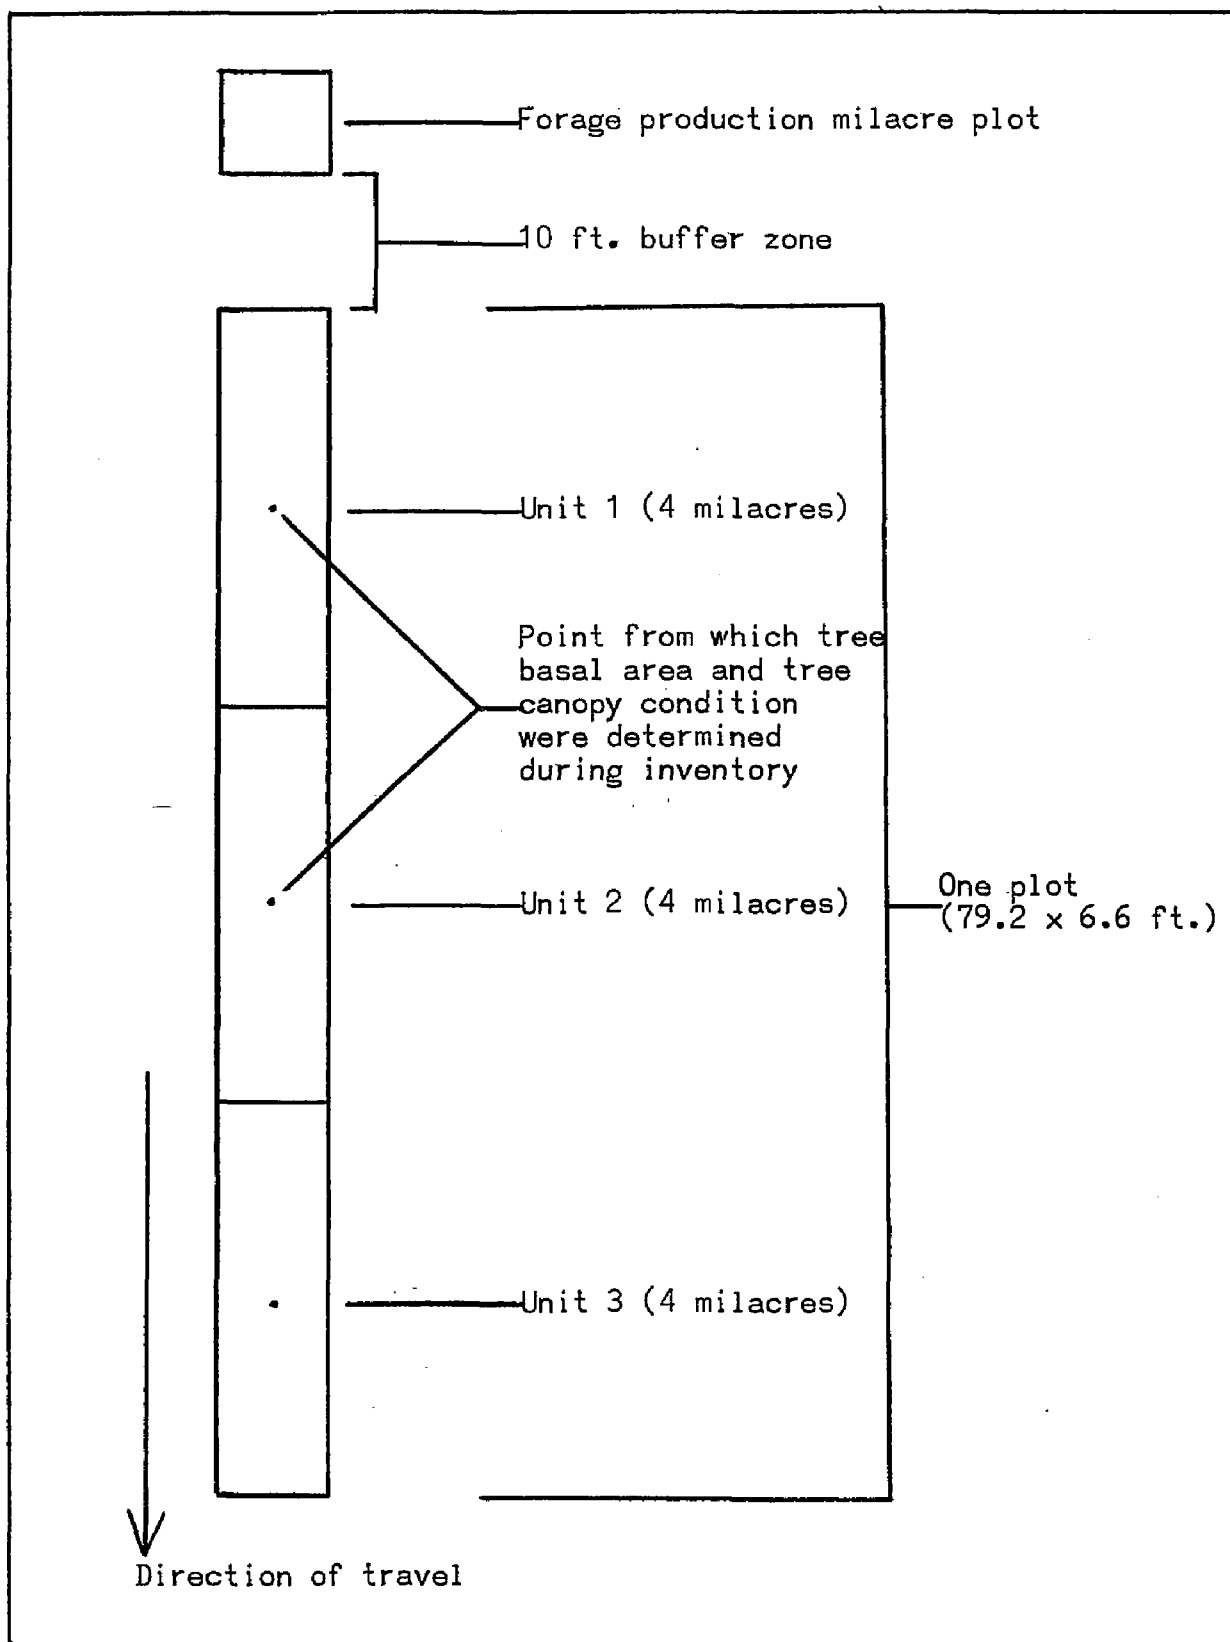 Forage production milacre plot
10 ft. buffer zone
Unit 1 (4 milacres)
Point from which tree
basal area and tree
canopy condition
were determined
during inventory
Unit 2 (4 milacres)
One plot
(79.2 x 6.6 ft.)
Unit 3 (4 milacres)
Direction of travel